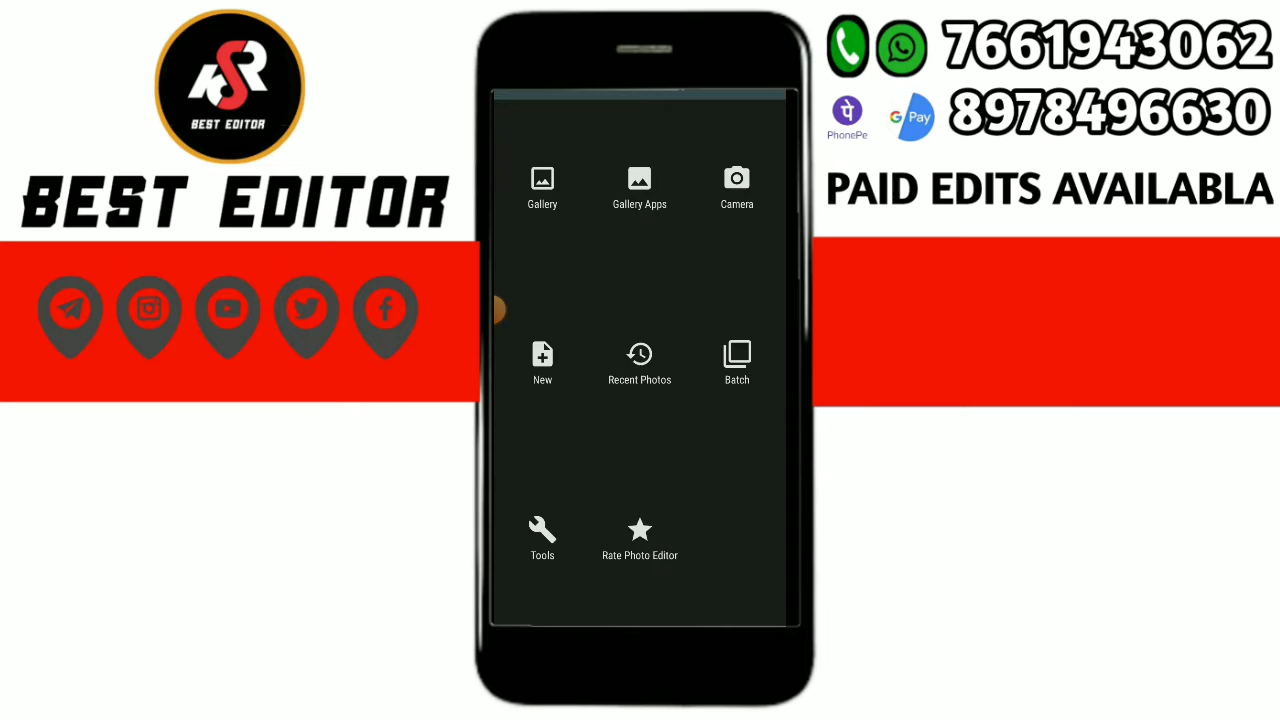 KSR
BEST EDITOR
BEST EDITOR
7661943062
पे
PhonePe
G Pay
8978496630
PAID EDITS AVAILABLA
Gallery
Gallery Apps
Camera
New
Recent Photos
Batch
Tools
Rate Photo Editor